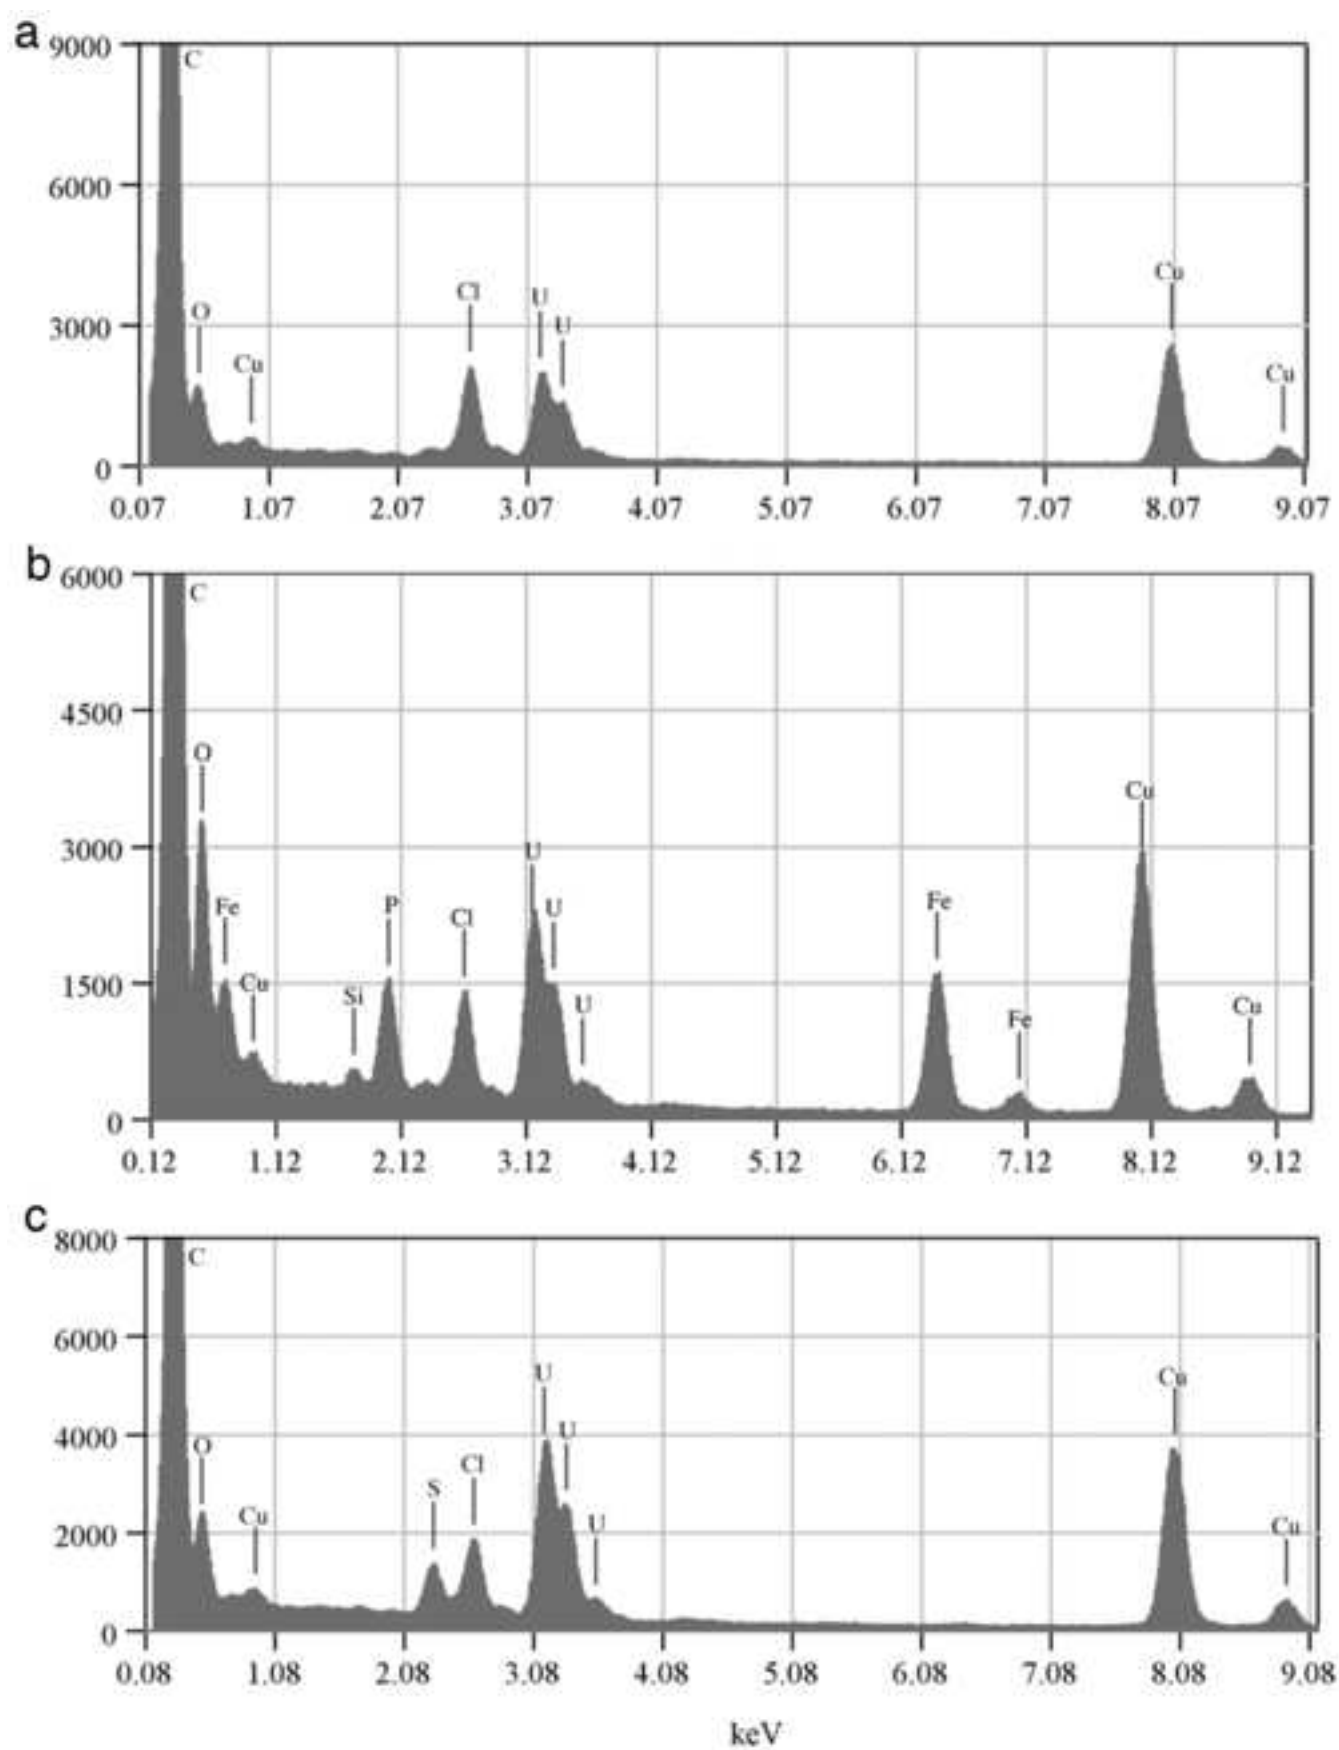 a
9000
C
6000
Cl
U
Cu
O
3000
U
Cu
Cu
0
0.07 1.07 2.07 3.07 4.07 5.07 6.07 7.07 8.07 9.07
b
6000
C
4500
O
Cu
3000
U
Fe P Cl U Fe
1500
Cu Si U Fe Cu
0
0.12 1.12 2.12 3.12 4.12 5.12 6.12 7.12 8.12 9.12
c
8000
C
6000
U Cu
4000
O U
Cl
S
2000
Cu U Cu
0
0.08 1.08 2.08 3.08 4.08 5.08 6.08 7.08 8.08 9.08
keV